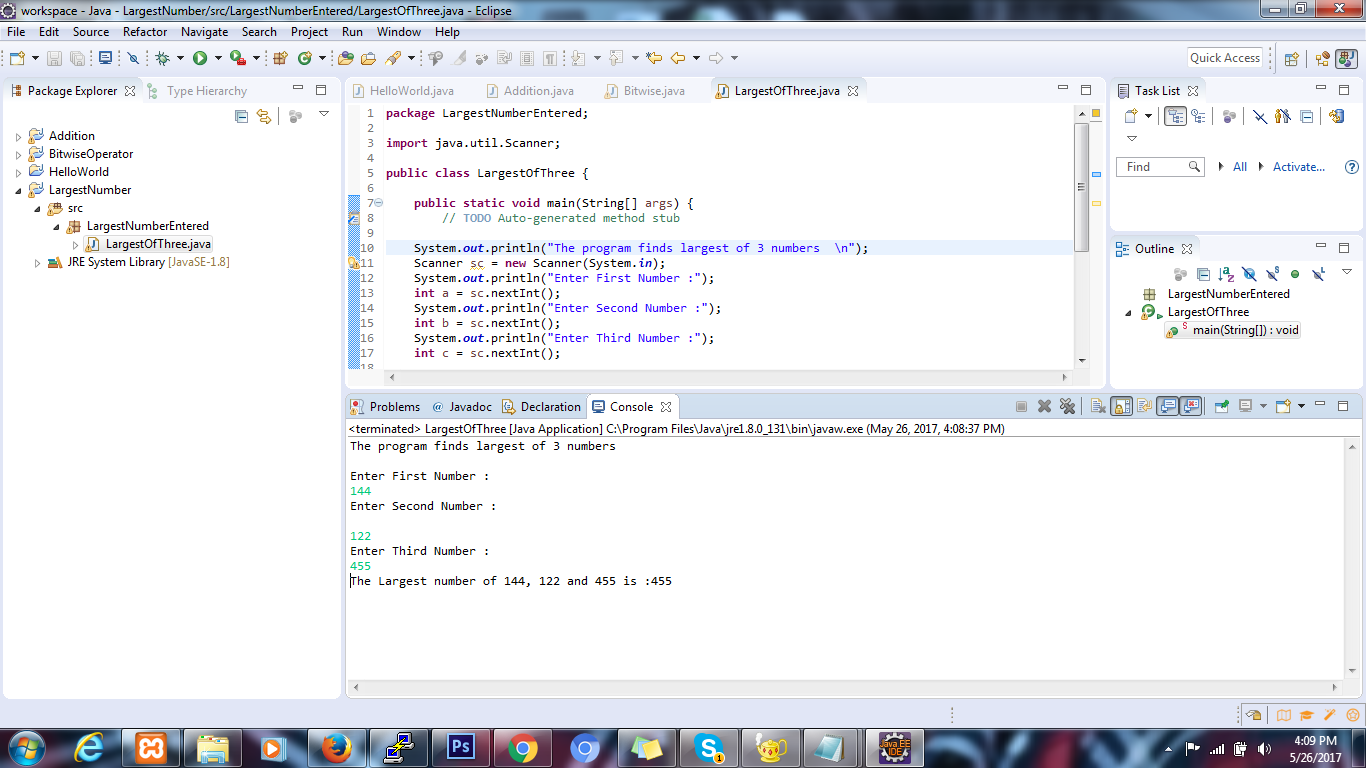 workspace - Java - LargestNumber/src/LargestNumberEntered/LargestOfThree.java - Eclipse
File Edit Source Refactor Navigate Search Project Run Window Help
Quick Access
Package Explorer Type Hierarchy
Addition
BitwiseOperator
HelloWorld
LargestNumber
src
LargestNumberEntered
LargestOfThree.java
JRE System Library [JavaSE-1.8]
HelloWorld.java Addition.java Bitwise.java LargestOfThree.java
1 package LargestNumberEntered;
2
3 import java.util.Scanner;
4
5 public class LargestOfThree {
6
7 public static void main(String[] args) {
8 // TODO Auto-generated method stub
9
10 System.out.println("The program finds largest of 3 numbers  \n");
11 Scanner sc = new Scanner(System.in);
12 System.out.println("Enter First Number :");
13 int a = sc.nextInt();
14 System.out.println("Enter Second Number :");
15 int b = sc.nextInt();
16 System.out.println("Enter Third Number :");
17 int c = sc.nextInt();
18
Task List
Find All Activate...
Outline
LargestNumberEntered
LargestOfThree
main(String[]) : void
Problems @ Javadoc Declaration Console
<terminated> LargestOfThree [Java Application] C:\Program Files\Java\jre1.8.0_131\bin\javaw.exe (May 26, 2017, 4:08:37 PM)
The program finds largest of 3 numbers
Enter First Number :
144
Enter Second Number :
122
Enter Third Number :
455
The Largest number of 144, 122 and 455 is :455
Ps
S
1
Java EE
IDE
4:09 PM
5/26/2017